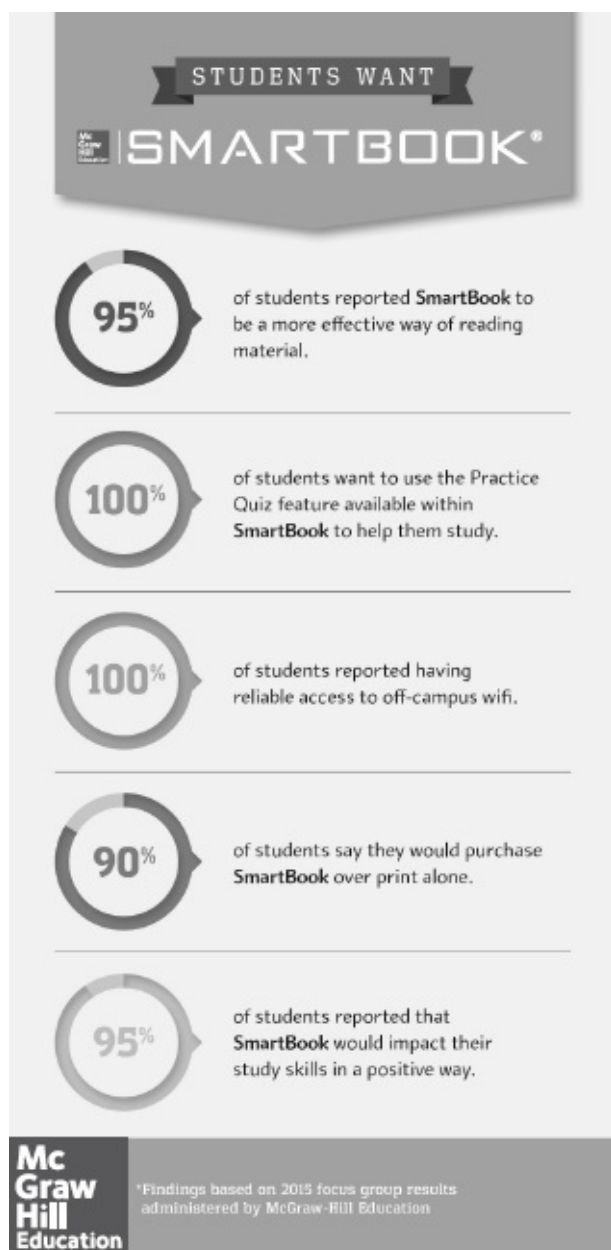 STUDENTS WANT
Mc
Graw
Hill
Education
SMARTBOOK®
95%
of students reported SmartBook to
be a more effective way of reading
material.
100%
of students want to use the Practice
Quiz feature available within
SmartBook to help them study.
100%
of students reported having
reliable access to off-campus wifi.
90%
of students say they would purchase
SmartBook over print alone.
95%
of students reported that
SmartBook would impact their
study skills in a positive way.
Mc
Graw
Hill
Education
*Findings based on 2015 focus group results
administered by McGraw-Hill Education